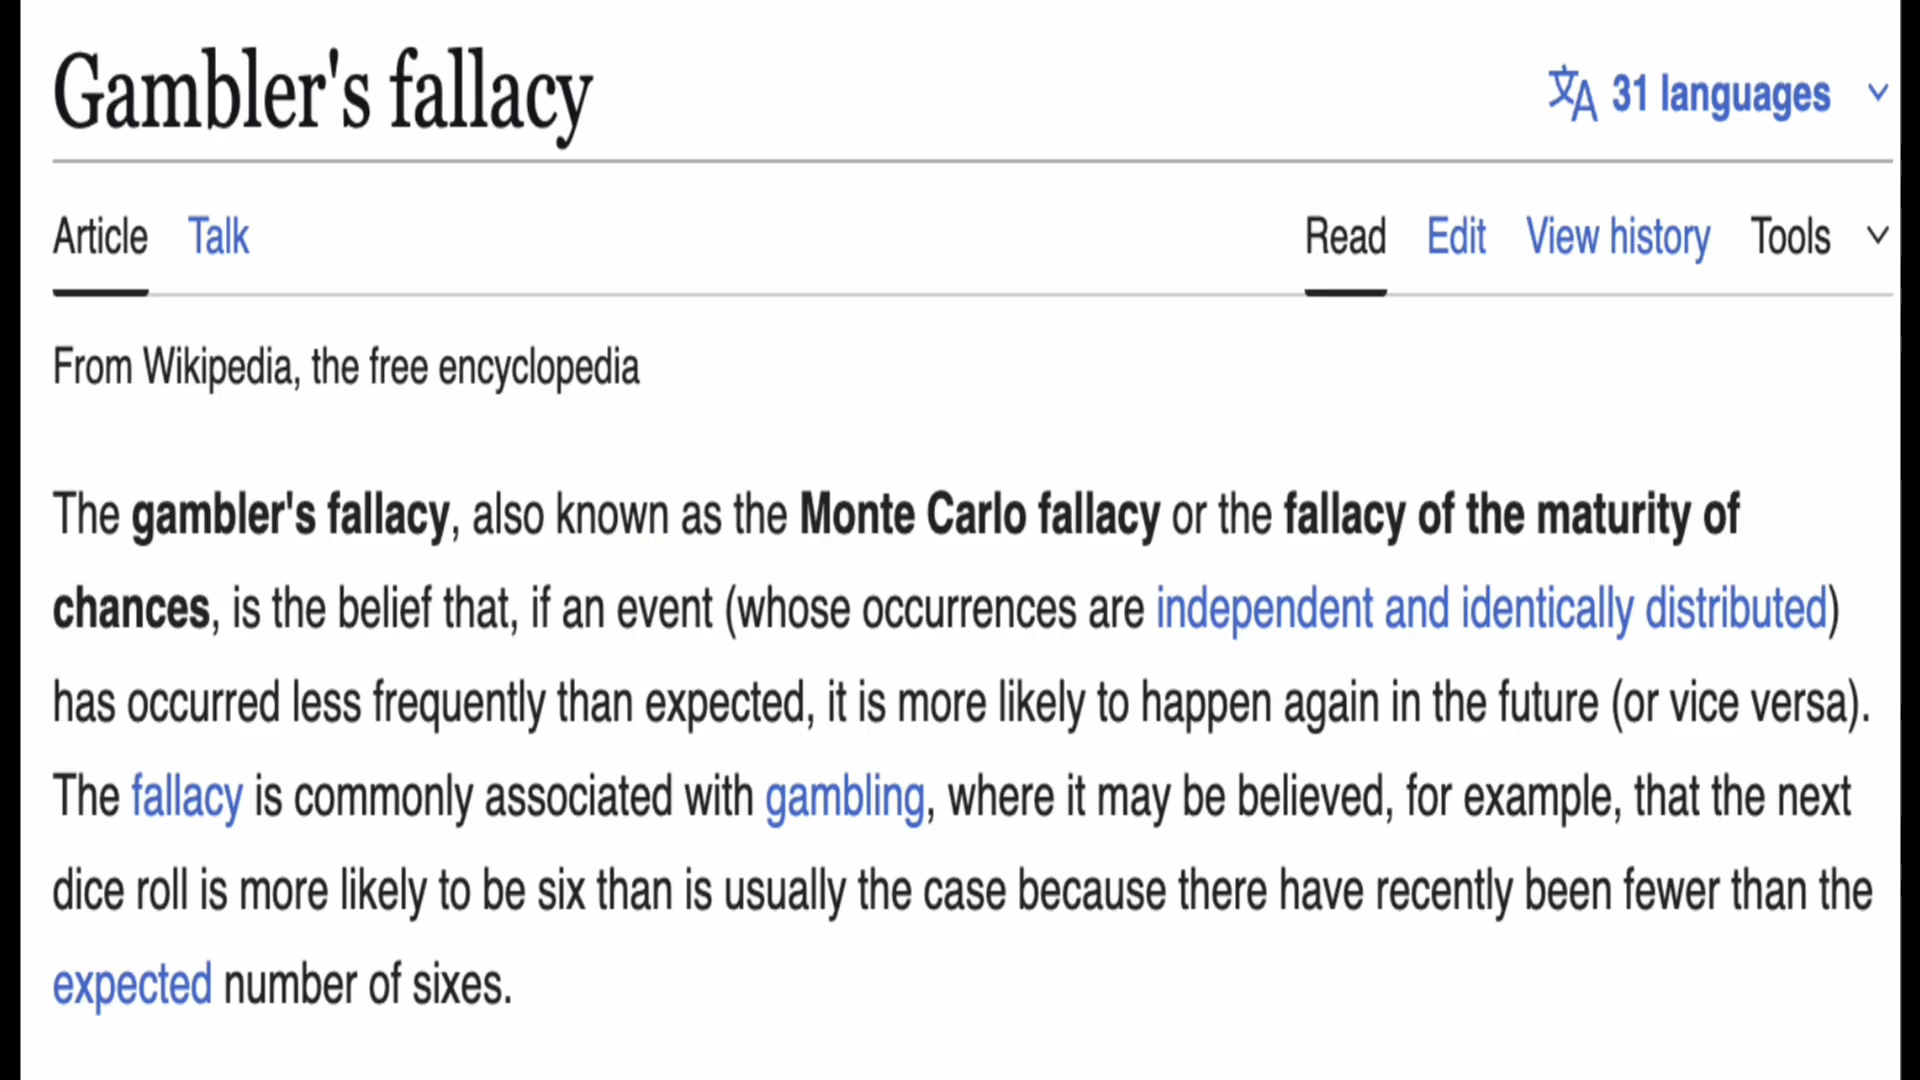 Gambler's fallacy
文A 31 languages
Article Talk Read Edit View history Tools
From Wikipedia, the free encyclopedia
The gambler's fallacy, also known as the Monte Carlo fallacy or the fallacy of the maturity of
chances, is the belief that, if an event (whose occurrences are independent and identically distributed)
has occurred less frequently than expected, it is more likely to happen again in the future (or vice versa).
The fallacy is commonly associated with gambling, where it may be believed, for example, that the next
dice roll is more likely to be six than is usually the case because there have recently been fewer than the
expected number of sixes.